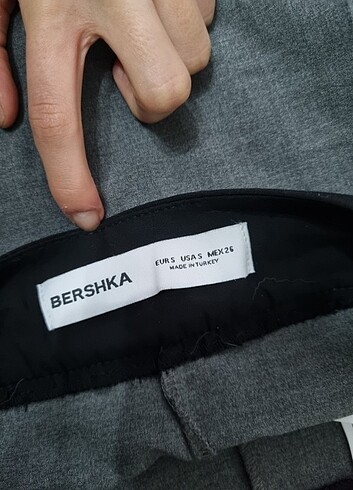 BERSHKA
EUR S USA S MEX 26
MADE IN TURKEY